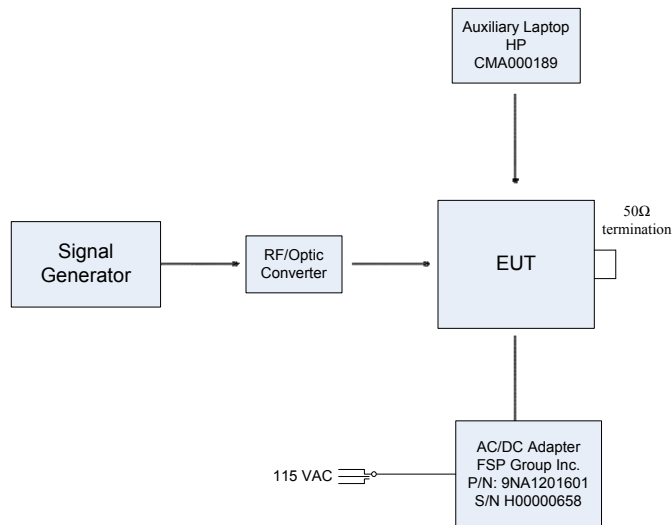 Auxiliary Laptop
HP
CMA000189
50Ω
termination
Signal
Generator
RF/Optic
Converter
EUT
115 VAC
AC/DC Adapter
FSP Group Inc.
P/N: 9NA1201601
S/N H00000658